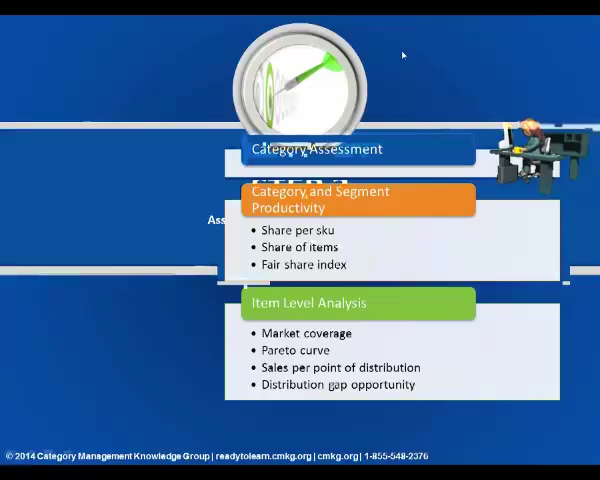 Category Assessment
Category and Segment
Productivity
Ass
• Share per sku
• Share of items
• Fair share index
Item Level Analysis
• Market coverage
• Pareto curve
• Sales per point of distribution
• Distribution gap opportunity
© 2014 Category Management Knowledge Group | readytolearn.cmkg.org | cmkg.org | 1-855-548-2376